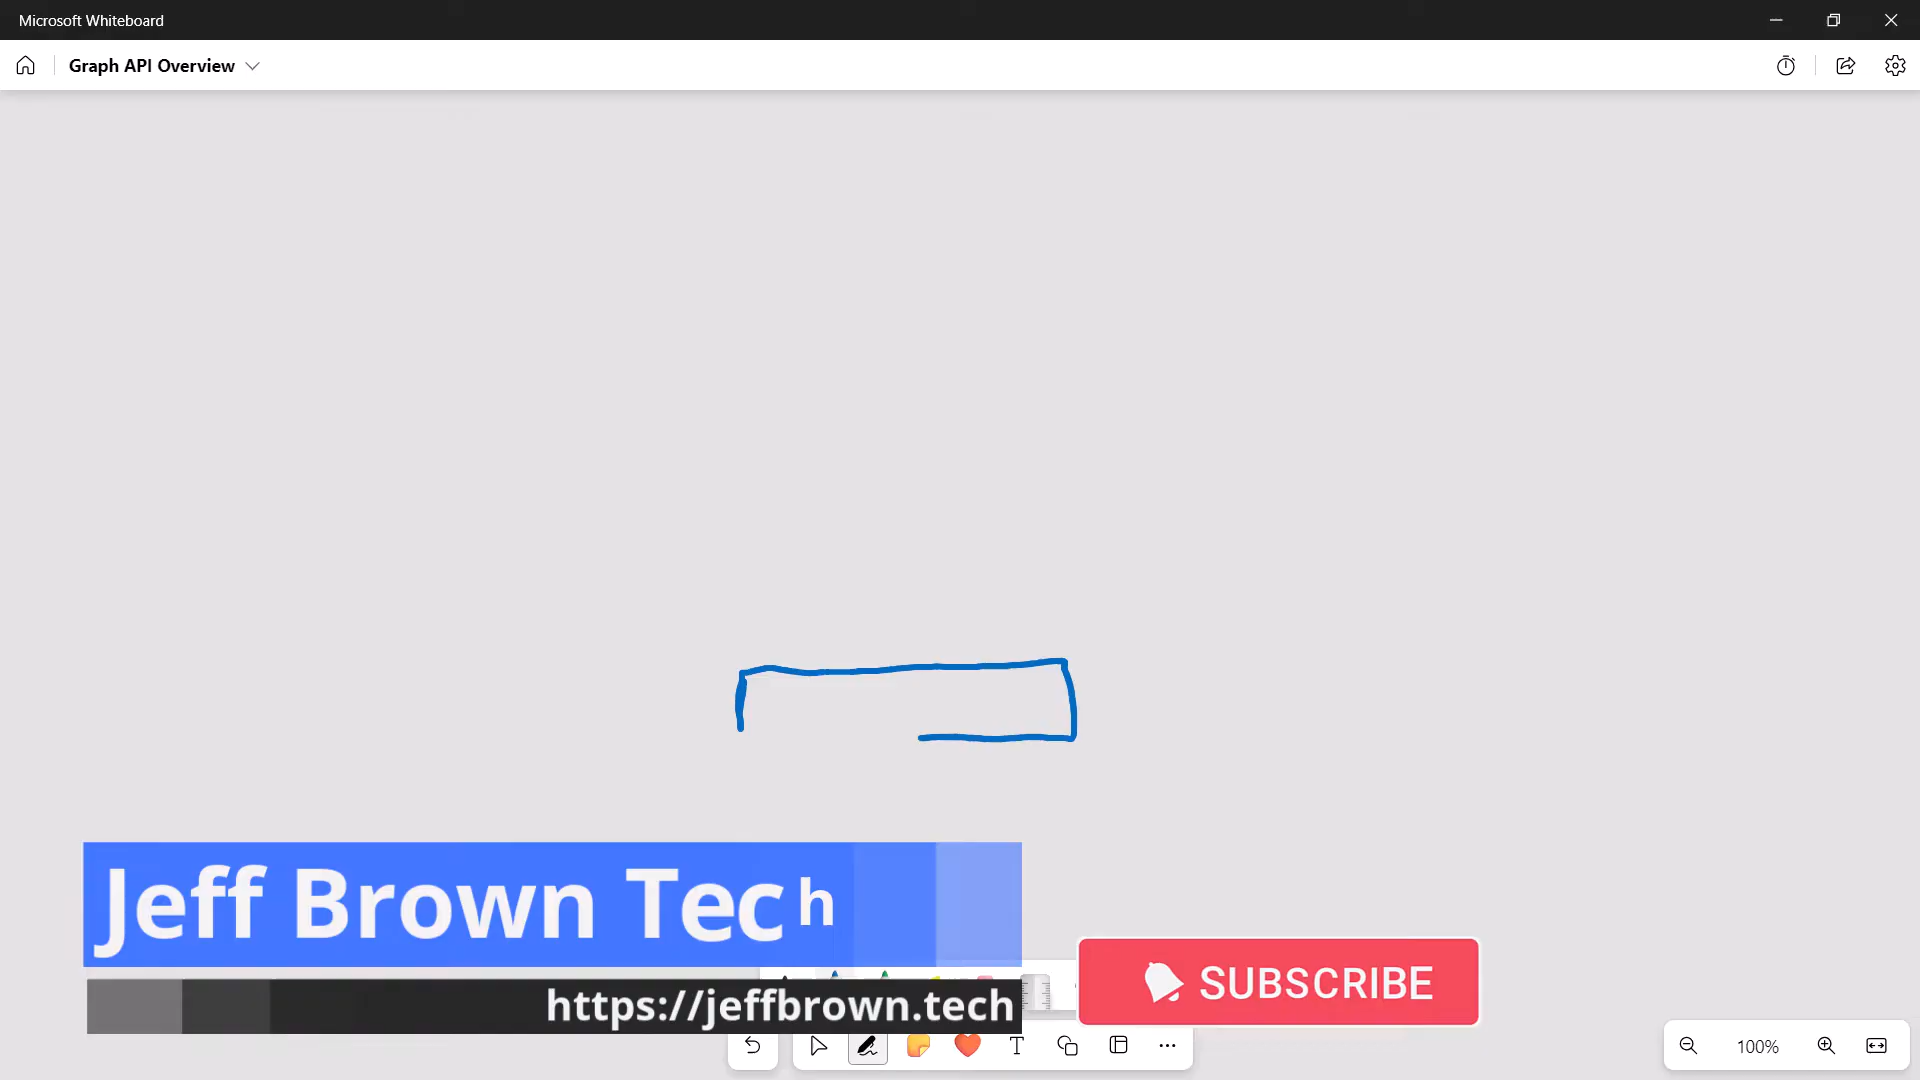 Microsoft Whiteboard
Graph API Overview
Jeff Brown Tech
https://jeffbrown.tech
SUBSCRIBE
100%